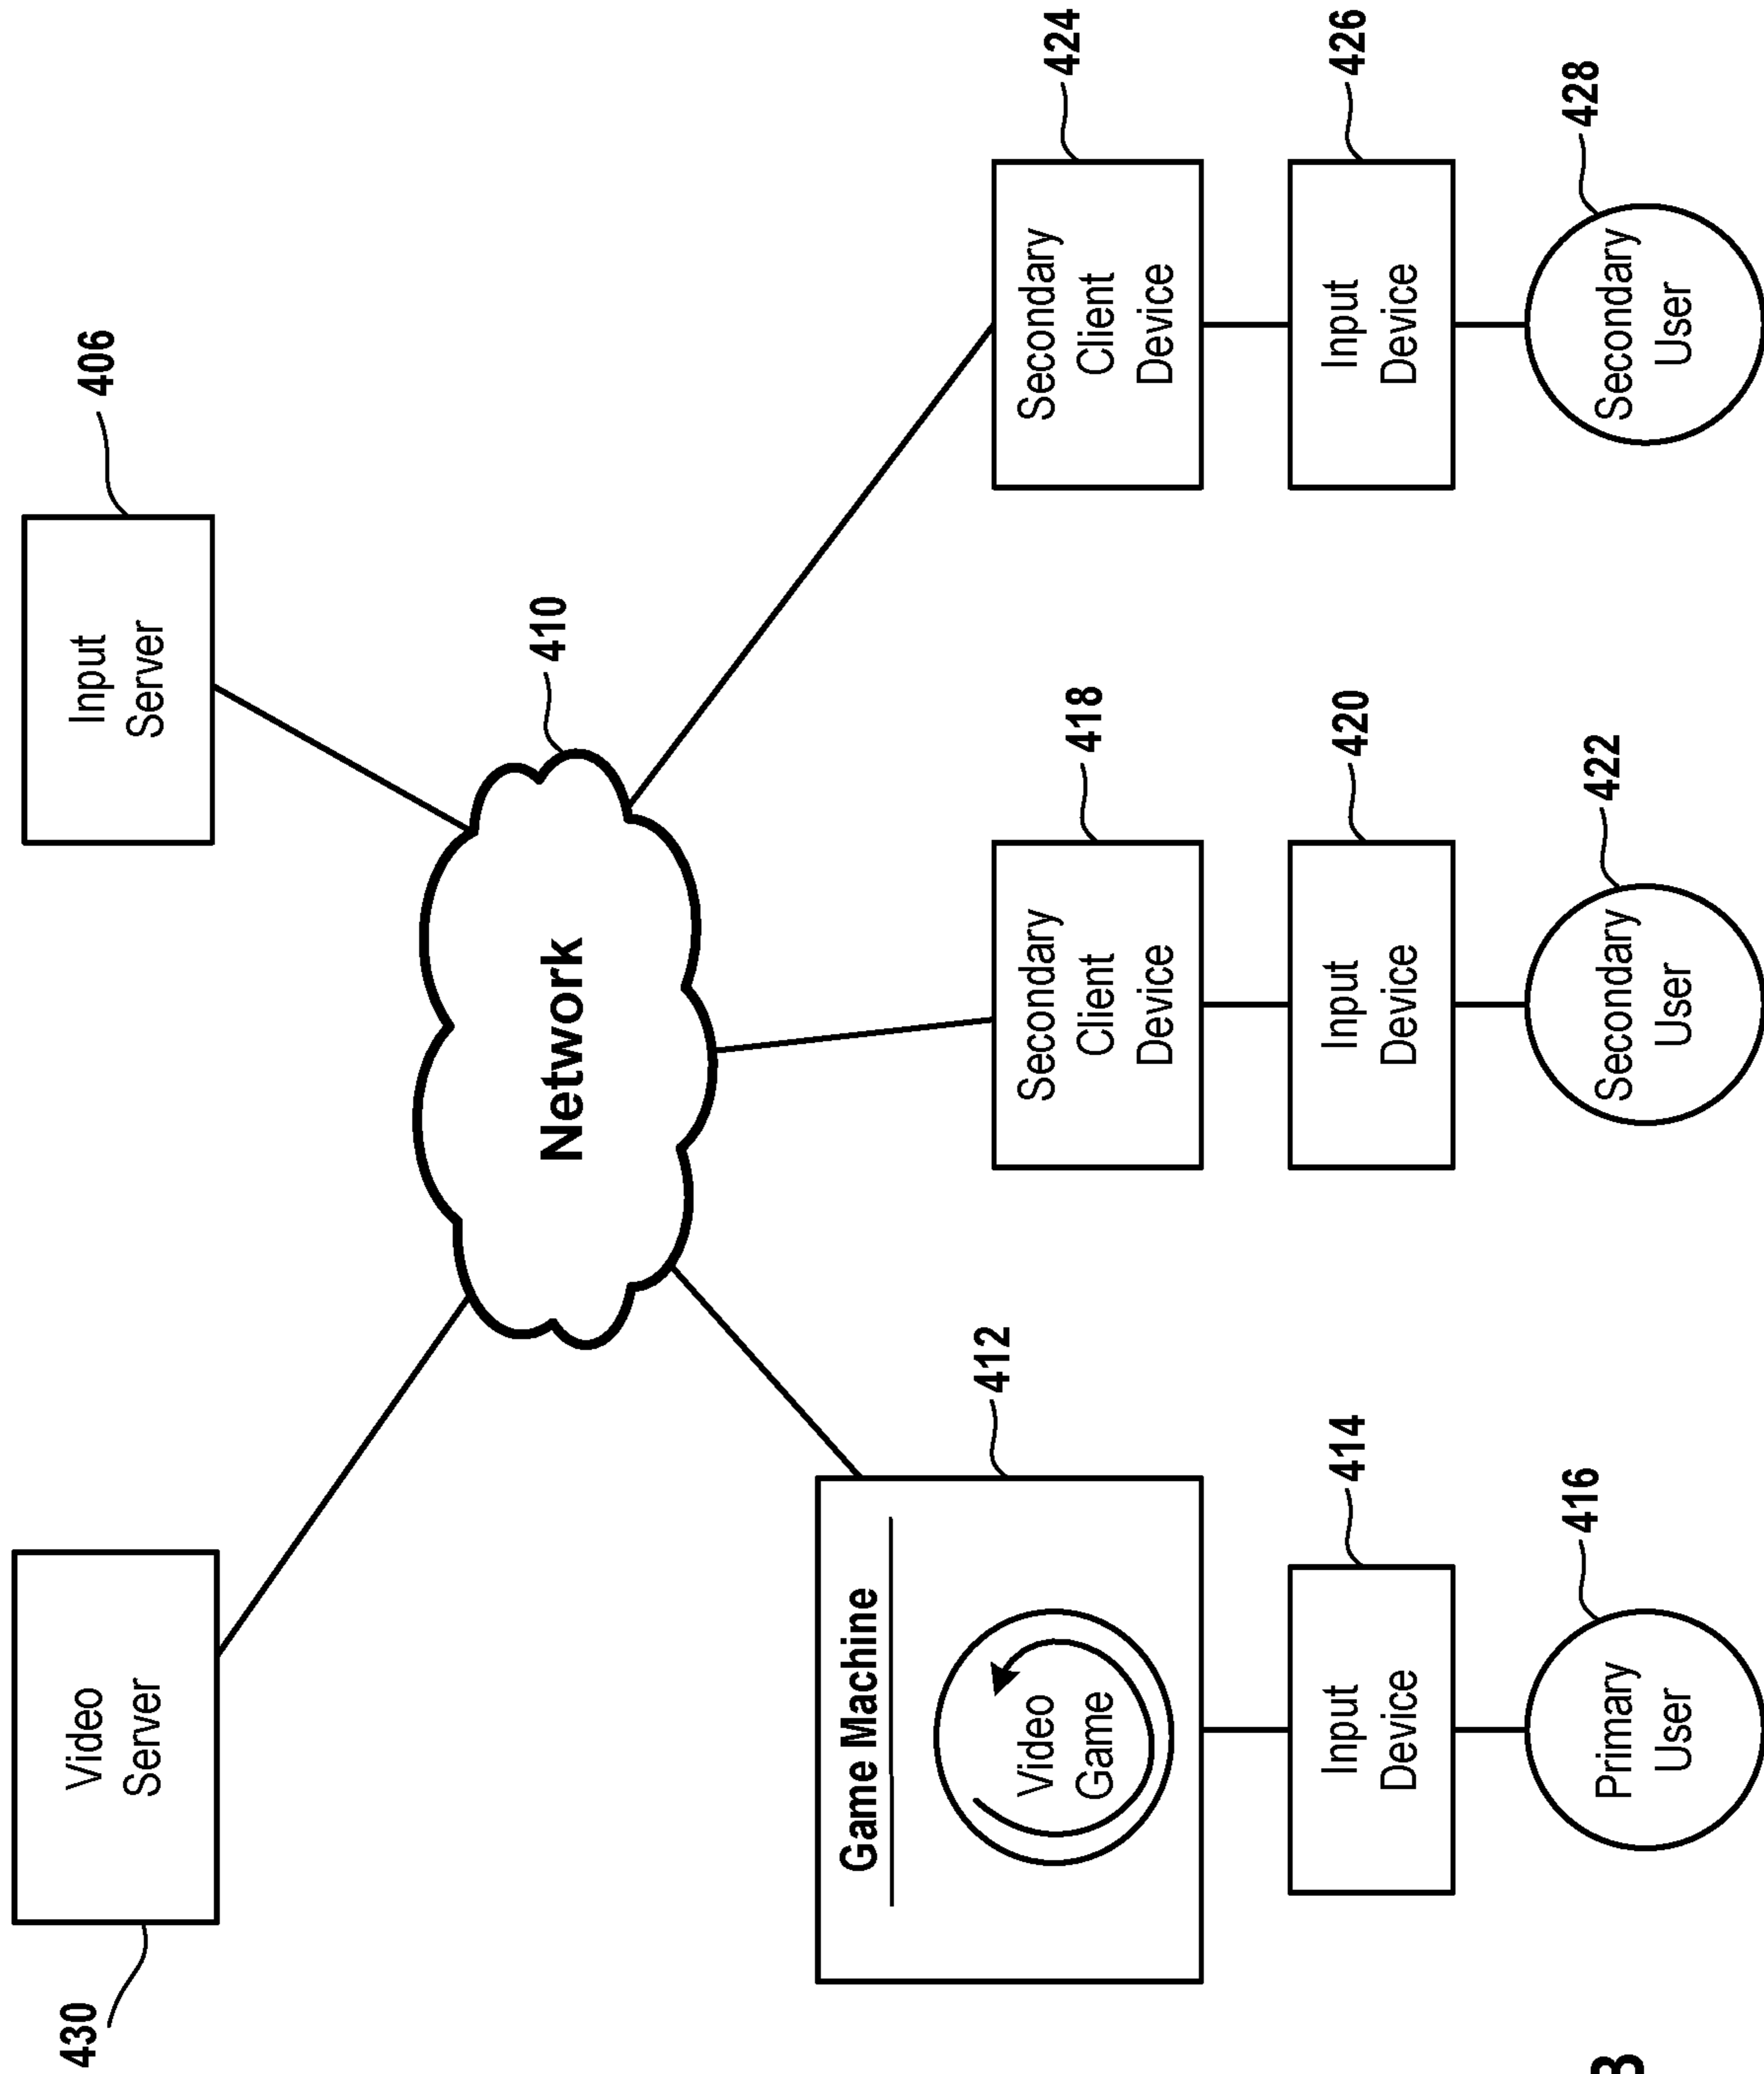 430
Video
Server
Input
Server
406
Network
410
Game Machine
Video
Game
412
Secondary
Client
Device
418
Secondary
Client
Device
424
Input
Device
414
Input
Device
420
Input
Device
426
Primary
User
416
Secondary
User
422
Secondary
User
428